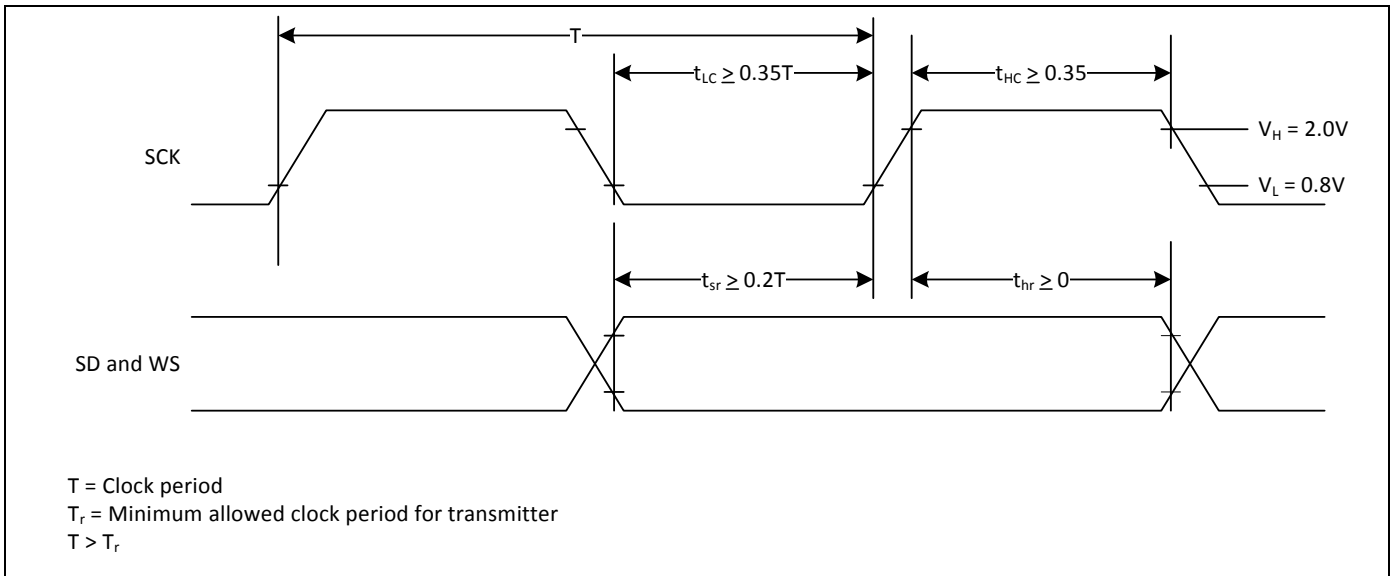 T
t_LC ≥ 0.35T
t_HC ≥ 0.35
SCK
V_H = 2.0V
V_L = 0.8V
t_sr ≥ 0.2T
t_hr ≥ 0
SD and WS
T = Clock period
T_r = Minimum allowed clock period for transmitter
T > T_r